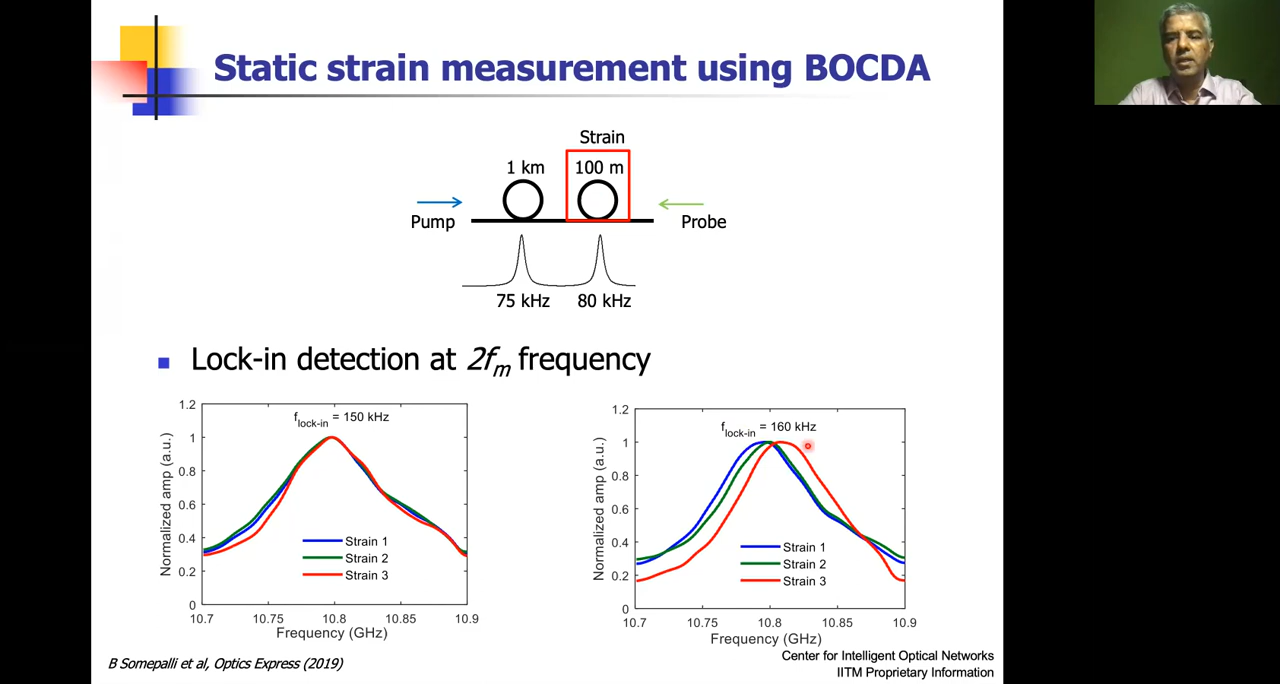 Static strain measurement using BOCDA
Strain
1 km
100 m
Pump
Probe
75 kHz
80 kHz
Lock-in detection at 2fm frequency
flock-in = 150 kHz
Normalized amp (a.u.)
1.2
1
0.8
0.6
0.4
0.2
0
Strain 1
Strain 2
Strain 3
10.7 10.75 10.8 10.85 10.9
Frequency (GHz)
flock-in = 160 kHz
Normalized amp (a.u.)
1.2
1
0.8
0.6
0.4
0.2
0
Strain 1
Strain 2
Strain 3
10.7 10.75 10.8 10.85 10.9
Frequency (GHz)
B Somepalli et al, Optics Express (2019)
Center for Intelligent Optical Networks
IITM Proprietary Information